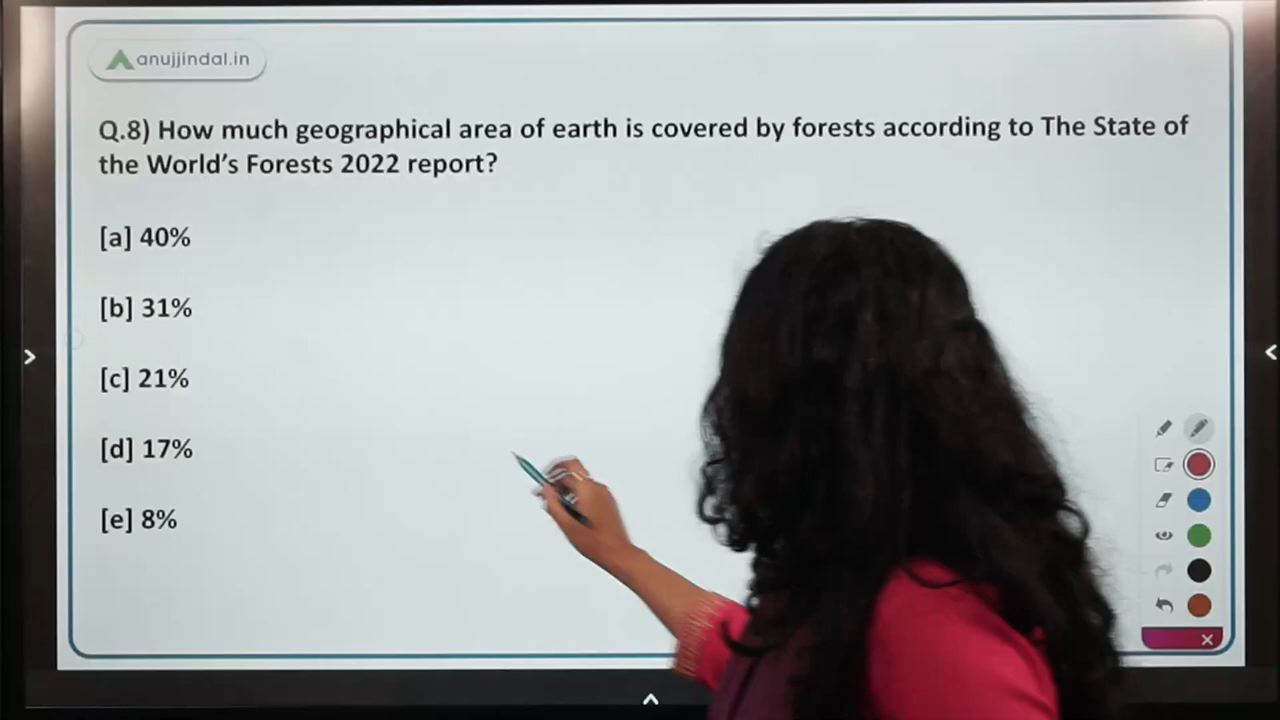 anujjindal.in
Q.8) How much geographical area of earth is covered by forests according to The State of
the World's Forests 2022 report?
[a] 40%
[b] 31%
[c] 21%
[d] 17%
[e] 8%